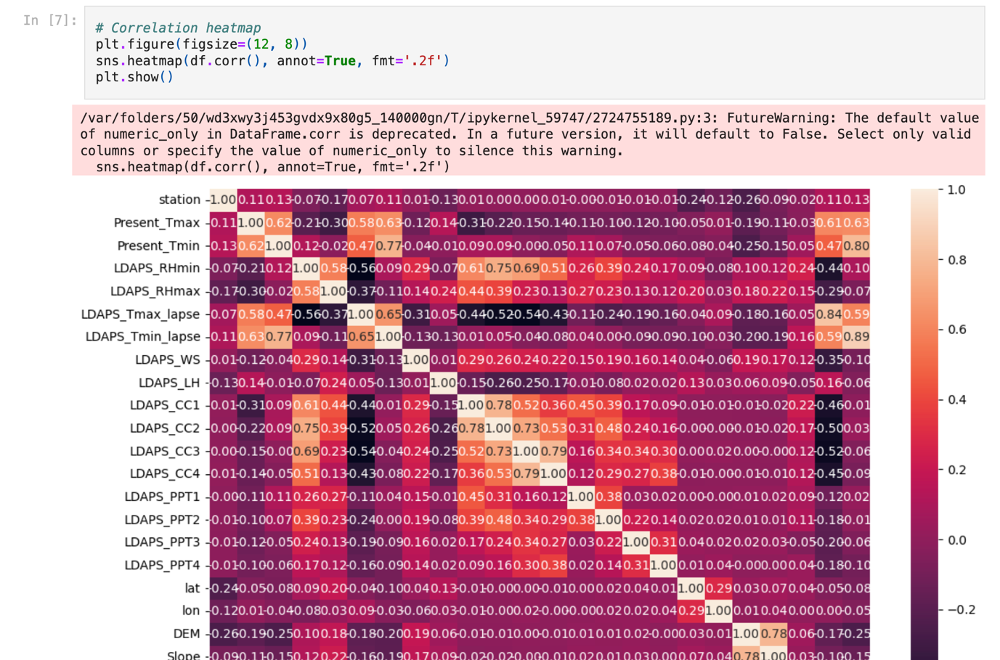 In [7]:
# Correlation heatmap
plt.figure(figsize=(12, 8))
sns.heatmap(df.corr(), annot=True, fmt='.2f')
plt.show()
/var/folders/50/wd3xwy3j453gvdx9x80g5_140000gn/T/ipykernel_59747/2724755189.py:3: FutureWarning: The default value
of numeric_only in DataFrame.corr is deprecated. In a future version, it will default to False. Select only valid
columns or specify the value of numeric_only to silence this warning.
sns.heatmap(df.corr(), annot=True, fmt='.2f')
station 1.00 0.11 0.13 -0.07 -0.17 0.07 0.11 0.01 -0.13 0.01 0.00 0.00 0.01 -0.00 -0.01 -0.01 -0.01 -0.24 -0.12 -0.26 -0.09 0.02 0.11 0.13
Present_Tmax 0.11 1.00 0.62 -0.21 -0.30 0.58 0.63 -0.12 0.14 -0.31 -0.22 -0.15 -0.14 -0.11 -0.10 -0.12 -0.10 -0.05 0.01 -0.19 -0.11 -0.03 0.61 0.63
Present_Tmin 0.13 0.62 1.00 0.12 -0.02 0.47 0.77 -0.04 -0.01 0.09 0.09 -0.00 -0.05 0.11 0.07 -0.05 -0.06 -0.08 -0.04 -0.25 -0.15 0.05 0.47 0.80
LDAPS_RHmin -0.07 -0.21 0.12 1.00 0.58 -0.56 0.09 0.29 -0.07 0.61 0.75 0.69 0.51 0.26 0.39 0.24 0.17 0.09 -0.08 0.10 0.12 0.24 -0.44 0.10
LDAPS_RHmax -0.17 -0.30 -0.02 0.58 1.00 -0.37 -0.11 0.14 0.24 0.44 0.39 0.23 0.13 0.27 0.23 0.13 0.12 0.20 0.03 0.18 0.22 0.15 -0.29 -0.07
LDAPS_Tmax_lapse 0.07 0.58 0.47 -0.56 -0.37 1.00 0.65 -0.31 0.05 -0.44 -0.52 -0.54 -0.43 -0.11 -0.24 -0.19 -0.16 -0.04 0.09 -0.18 -0.16 0.05 0.84 0.59
LDAPS_Tmin_lapse 0.11 0.63 0.77 0.09 -0.11 0.65 1.00 -0.13 -0.13 0.01 0.05 -0.04 -0.08 0.04 0.00 -0.09 -0.09 -0.10 -0.03 -0.20 -0.19 0.16 0.59 0.89
LDAPS_WS 0.01 -0.12 -0.04 0.29 0.14 -0.31 -0.13 1.00 0.01 0.29 0.26 0.24 0.22 0.15 0.19 0.16 0.14 0.04 -0.06 0.19 0.17 0.12 -0.35 -0.10
LDAPS_LH -0.13 0.14 -0.01 -0.07 0.24 0.05 -0.13 0.01 1.00 -0.15 -0.26 -0.25 -0.17 -0.01 -0.08 0.02 0.02 0.13 0.03 0.06 0.09 -0.05 0.16 -0.06
LDAPS_CC1 0.01 -0.31 0.09 0.61 0.44 -0.44 0.01 0.29 -0.15 1.00 0.78 0.52 0.36 0.45 0.39 0.17 0.09 -0.01 -0.01 -0.01 -0.02 0.22 -0.46 -0.01
LDAPS_CC2 0.00 -0.22 0.09 0.75 0.39 -0.52 0.05 0.26 -0.26 0.78 1.00 0.73 0.53 0.31 0.48 0.24 0.16 -0.00 -0.00 -0.01 -0.02 0.17 -0.50 0.03
LDAPS_CC3 0.00 -0.15 -0.00 0.69 0.23 -0.54 -0.04 0.24 -0.25 0.52 0.73 1.00 0.79 0.16 0.34 0.34 0.30 0.00 0.02 0.00 -0.00 0.12 -0.52 -0.06
LDAPS_CC4 0.01 -0.14 -0.05 0.51 0.13 -0.43 -0.08 0.22 -0.17 0.36 0.53 0.79 1.00 0.12 0.29 0.27 0.38 -0.01 -0.00 -0.01 -0.01 0.12 -0.45 -0.09
LDAPS_PPT1 -0.00 -0.11 0.11 0.26 0.27 -0.11 0.04 0.15 -0.01 0.45 0.31 0.16 0.12 1.00 0.38 0.03 0.02 0.00 -0.00 0.01 0.02 0.09 -0.12 0.02
LDAPS_PPT2 -0.01 -0.10 0.07 0.39 0.23 -0.24 0.00 0.19 -0.08 0.39 0.48 0.34 0.29 0.38 1.00 0.22 0.14 0.02 0.02 0.01 0.01 0.11 -0.18 -0.01
LDAPS_PPT3 -0.01 -0.12 -0.05 0.24 0.13 -0.19 -0.09 0.16 0.02 0.17 0.24 0.34 0.27 0.03 0.22 1.00 0.31 0.04 0.02 0.02 0.03 -0.05 -0.20 -0.06
LDAPS_PPT4 -0.01 -0.10 -0.06 0.17 0.12 -0.16 -0.09 0.14 0.02 0.09 0.16 0.30 0.38 0.02 0.14 0.31 1.00 0.01 0.04 -0.00 0.00 0.04 -0.18 -0.10
lat -0.24 -0.05 -0.08 0.09 0.20 -0.04 -0.10 0.04 0.13 -0.01 -0.00 0.00 -0.01 0.00 0.02 0.04 0.01 1.00 0.29 0.03 0.07 0.04 -0.05 -0.08
lon -0.12 0.01 -0.04 -0.08 0.03 0.09 -0.03 -0.06 0.03 -0.01 -0.00 0.02 -0.00 -0.00 0.02 0.02 0.04 0.29 1.00 0.01 0.04 0.00 0.00 -0.05
DEM -0.26 -0.19 -0.25 0.10 0.18 -0.18 -0.20 0.19 0.06 -0.01 -0.01 0.00 -0.01 0.01 0.01 0.02 -0.00 0.03 0.01 1.00 0.78 0.06 -0.17 -0.25
Slope
1.0
0.8
0.6
0.4
0.2
0.0
−0.2